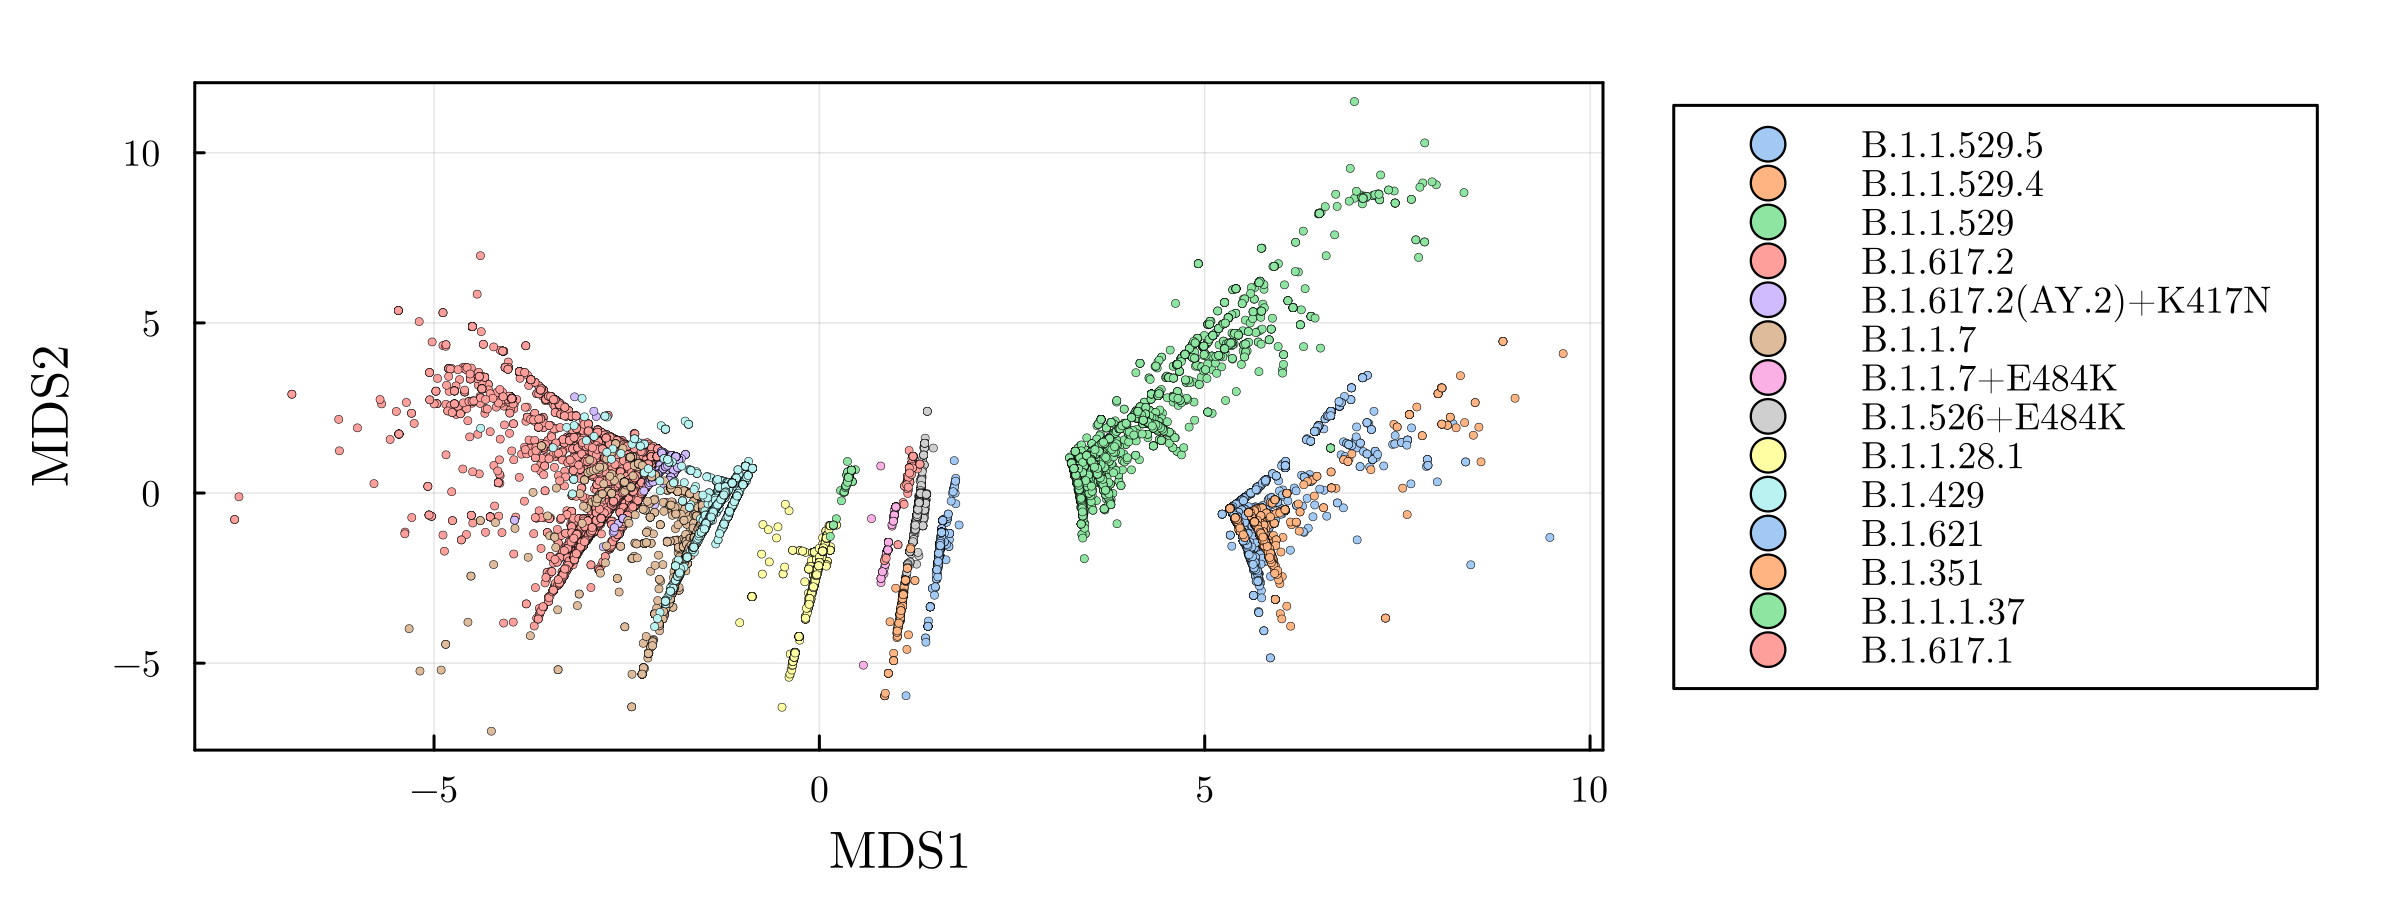 MDS2
10
5
0
−5
−5
0
5
10
MDS1
B.1.1.529.5
B.1.1.529.4
B.1.1.529
B.1.617.2
B.1.617.2(AY.2)+K417N
B.1.1.7
B.1.1.7+E484K
B.1.526+E484K
B.1.1.28.1
B.1.429
B.1.621
B.1.351
B.1.1.1.37
B.1.617.1